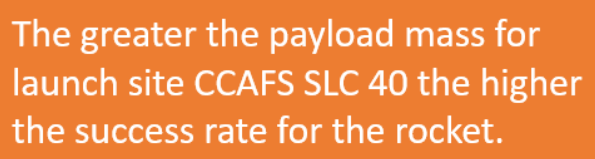 The greater the payload mass for
launch site CCAFS SLC 40 the higher
the success rate for the rocket.